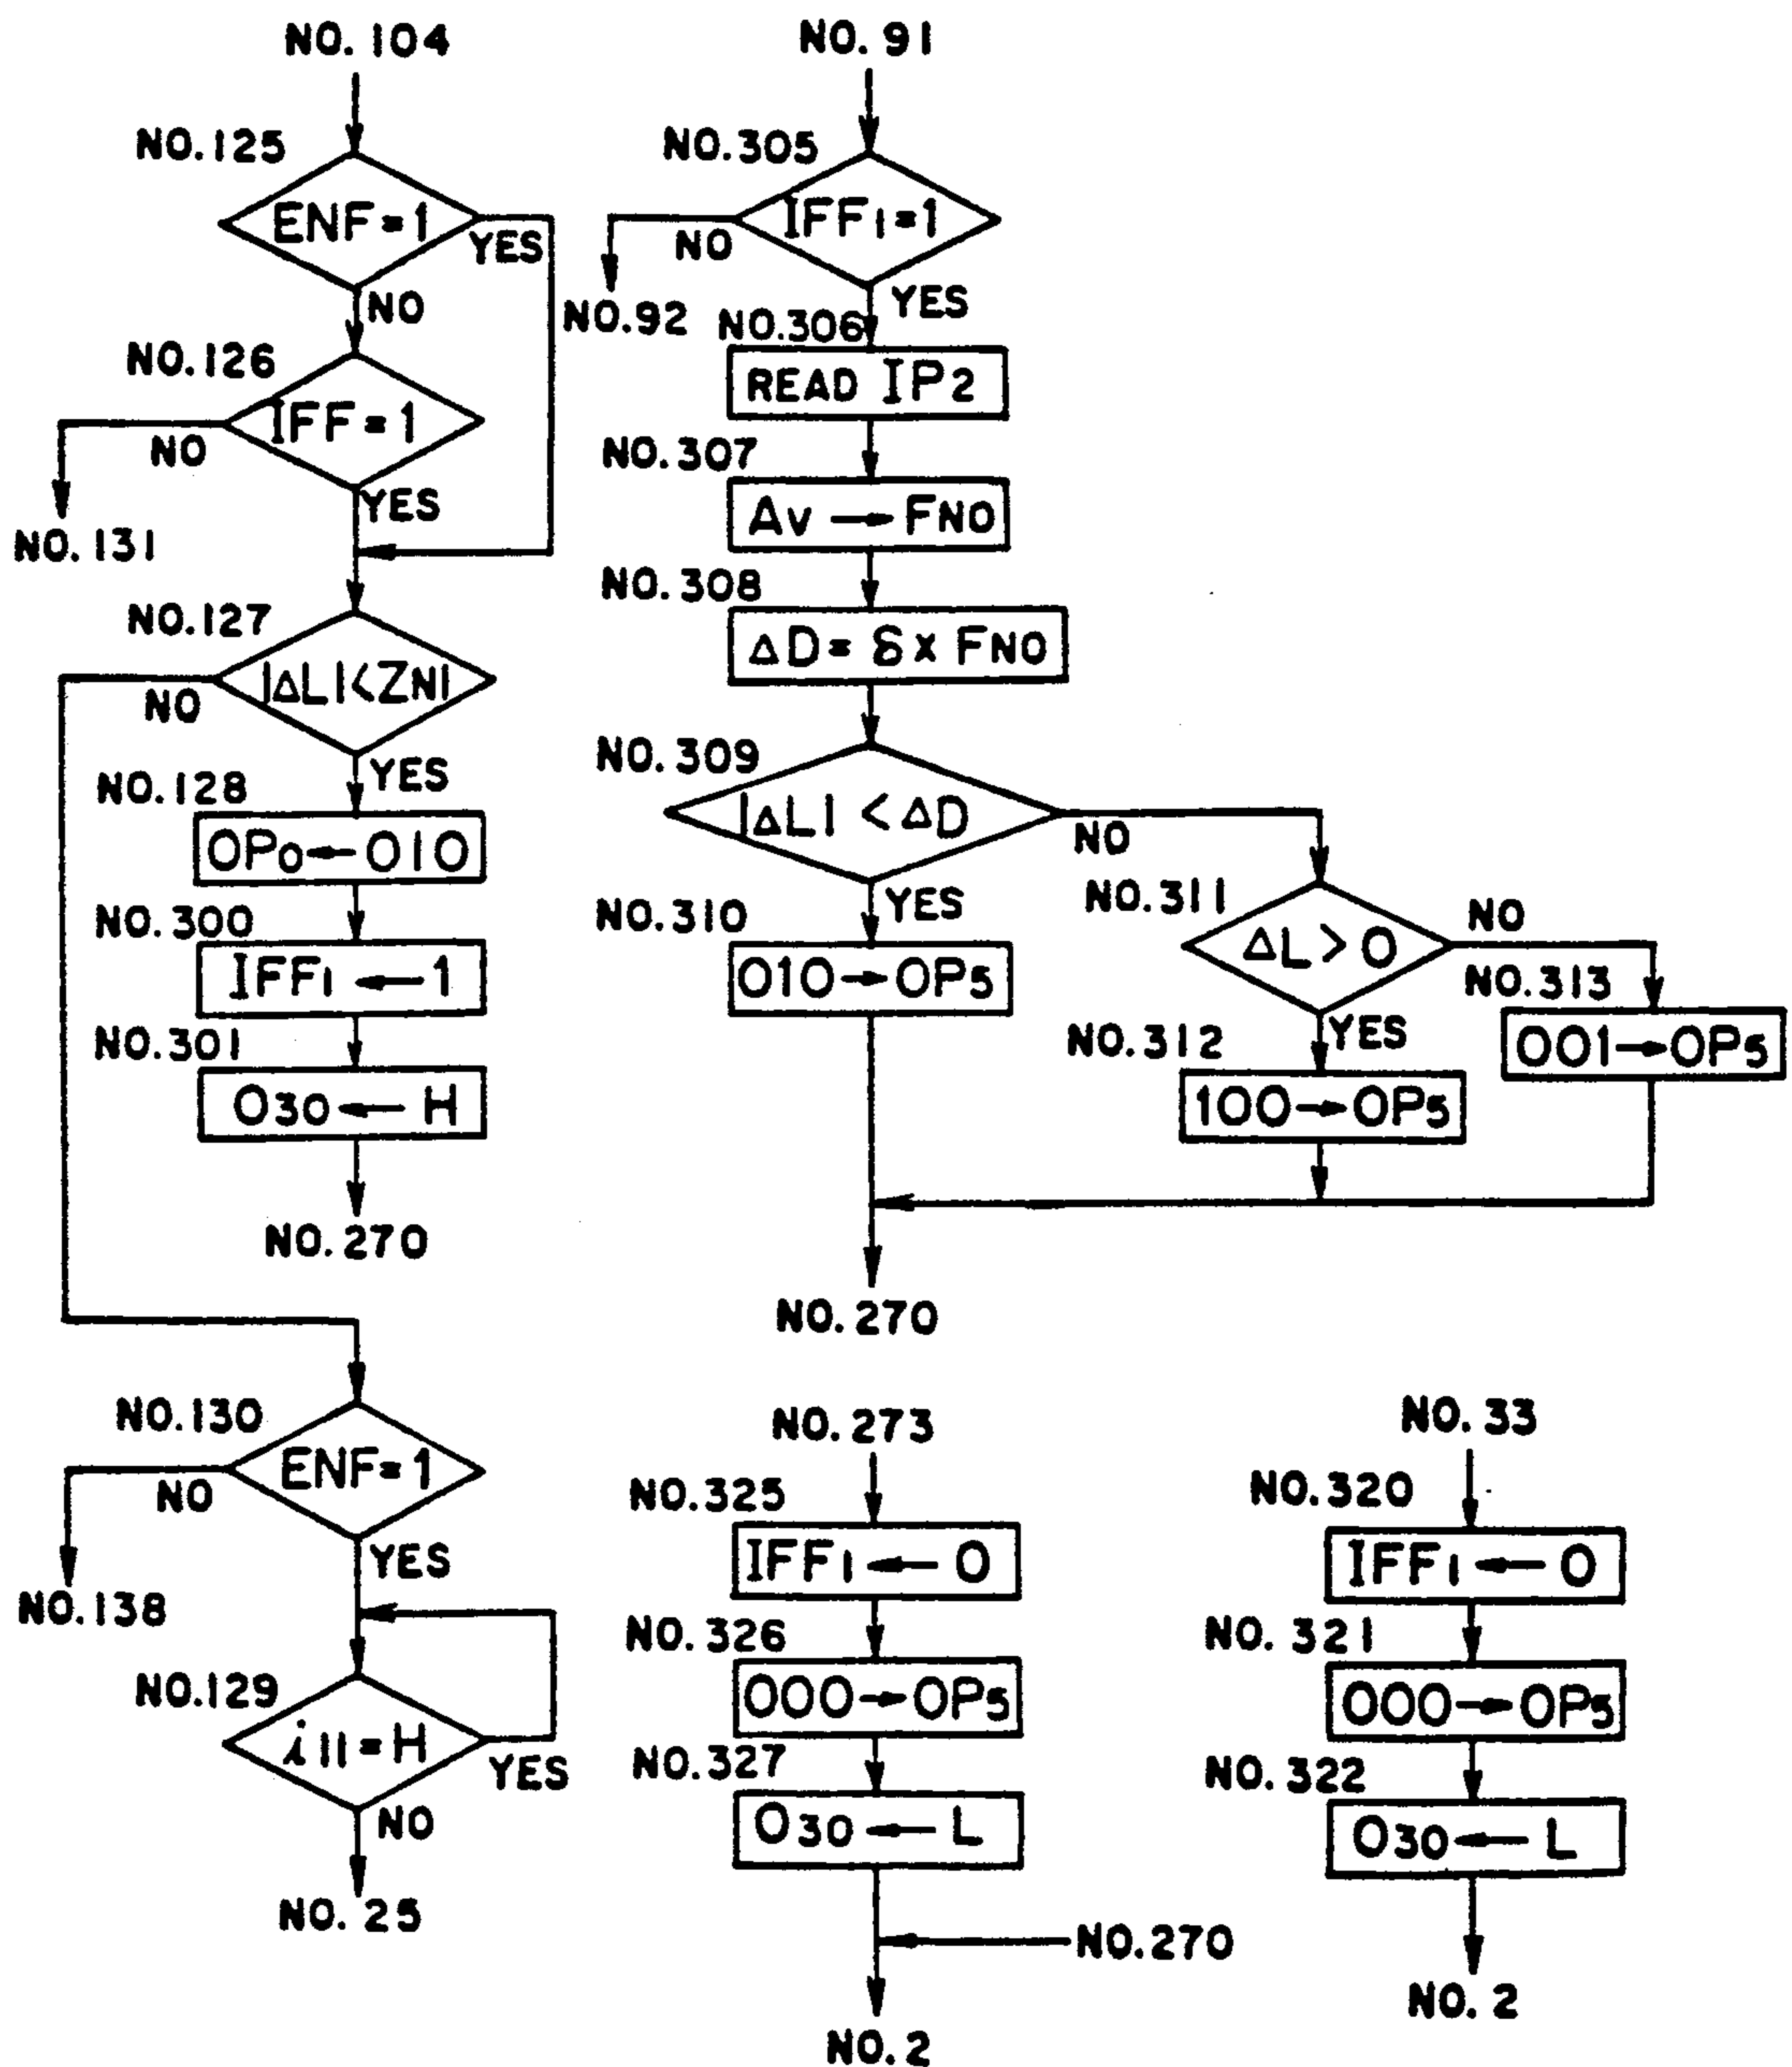 NO. 104
NO.125
ENF=1
YES
NO
NO.126
IFF=1
NO
YES
NO.131
NO.127
|ΔL|<ZN1
NO
YES
NO.128
OP0←010
NO.300
IFF1←1
NO.301
O30←H
NO.270
NO.130
ENF=1
NO
YES
NO.138
NO.129
i11=H
YES
NO
NO. 25
NO. 91
NO.305
IFF1=1
NO
YES
NO.92
NO.306
READ IP2
NO.307
Av→FNO
NO.308
ΔD=δ×FNO
NO.309
|ΔL|<ΔD
NO
YES
NO.310
010→OP5
NO.311
ΔL>0
NO
YES
NO.313
001→OP5
NO.312
100→OP5
NO.270
NO.273
NO.325
IFF1←0
NO.326
000→OP5
NO.327
O30←L
NO.270
NO.2
NO.33
NO.320
IFF1←0
NO.321
000→OP5
NO.322
O30←L
NO. 2